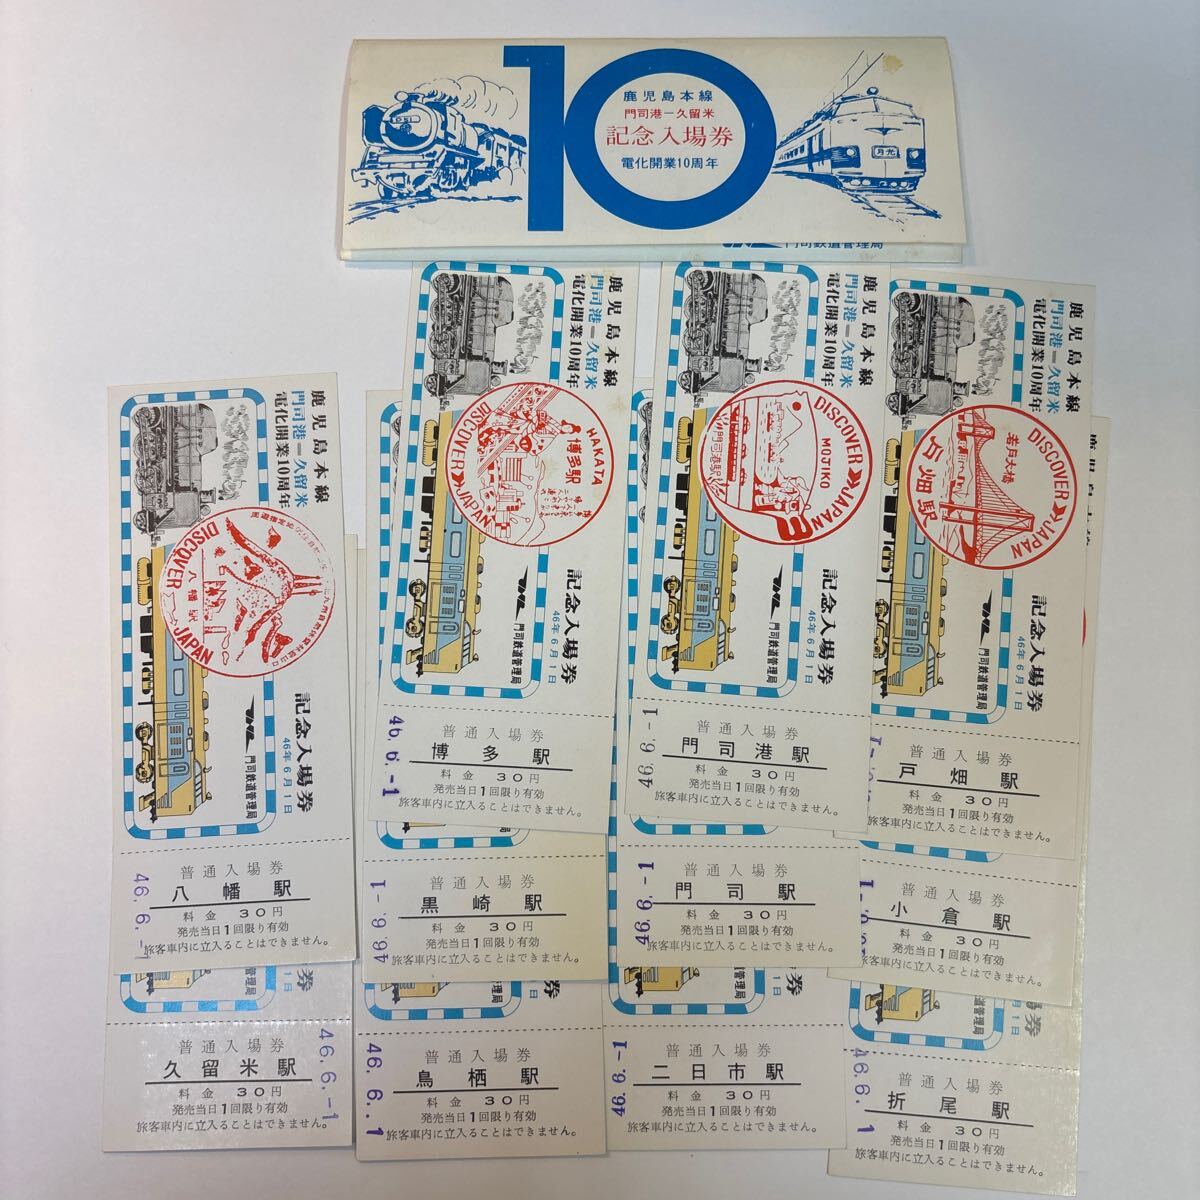 10
鹿児島本線
門司港ー久留米
記念入場券
電化開業10周年
月光
門司鉄道管理局
鹿児島本線
門司港=久留米
電化開業10周年
DISCOVER JAPAN
八幡駅
記念入場券
46年6月1日
JNR 門司鉄道管理局
普通入場券
八幡駅
料金 30円
発売当日1回限り有効
旅客車内に立入ることはできません。
46.6.-1
鹿児島本線
門司港=久留米
電化開業10周年
DISCOVER JAPAN
HAKATA
博多駅
記念入場券
46年6月1日
JNR 門司鉄道管理局
普通入場券
博多駅
料金 30円
発売当日1回限り有効
旅客車内に立入ることはできません。
46.6.-1
鹿児島本線
門司港=久留米
電化開業10周年
DISCOVER JAPAN
MOJIKO
門司港駅
記念入場券
46年6月1日
JNR 門司鉄道管理局
普通入場券
門司港駅
料金 30円
発売当日1回限り有効
旅客車内に立入ることはできません。
46.6.-1
鹿児島本線
門司港=久留米
電化開業10周年
DISCOVER JAPAN
若戸大橋
戸畑駅
記念入場券
46年6月1日
JNR 門司鉄道管理局
普通入場券
戸畑駅
料金 30円
発売当日1回限り有効
旅客車内に立入ることはできません。
普通入場券
黒崎駅
料金 30円
発売当日1回限り有効
旅客車内に立入ることはできません。
46.6.-1
普通入場券
門司駅
料金 30円
発売当日1回限り有効
旅客車内に立入ることはできません。
46.6.-1
普通入場券
小倉駅
料金 30円
発売当日1回限り有効
旅客車内に立入ることはできません。
普通入場券
久留米駅
料金 30円
発売当日1回限り有効
旅客車内に立入ることはできません。
46.6.-1
普通入場券
鳥栖駅
料金 30円
発売当日1回限り有効
旅客車内に立入ることはできません。
46.6.-1
普通入場券
二日市駅
料金 30円
発売当日1回限り有効
旅客車内に立入ることはできません。
46.6.-1
普通入場券
折尾駅
料金 30円
発売当日1回限り有効
旅客車内に立入ることはできません。
46.6.1